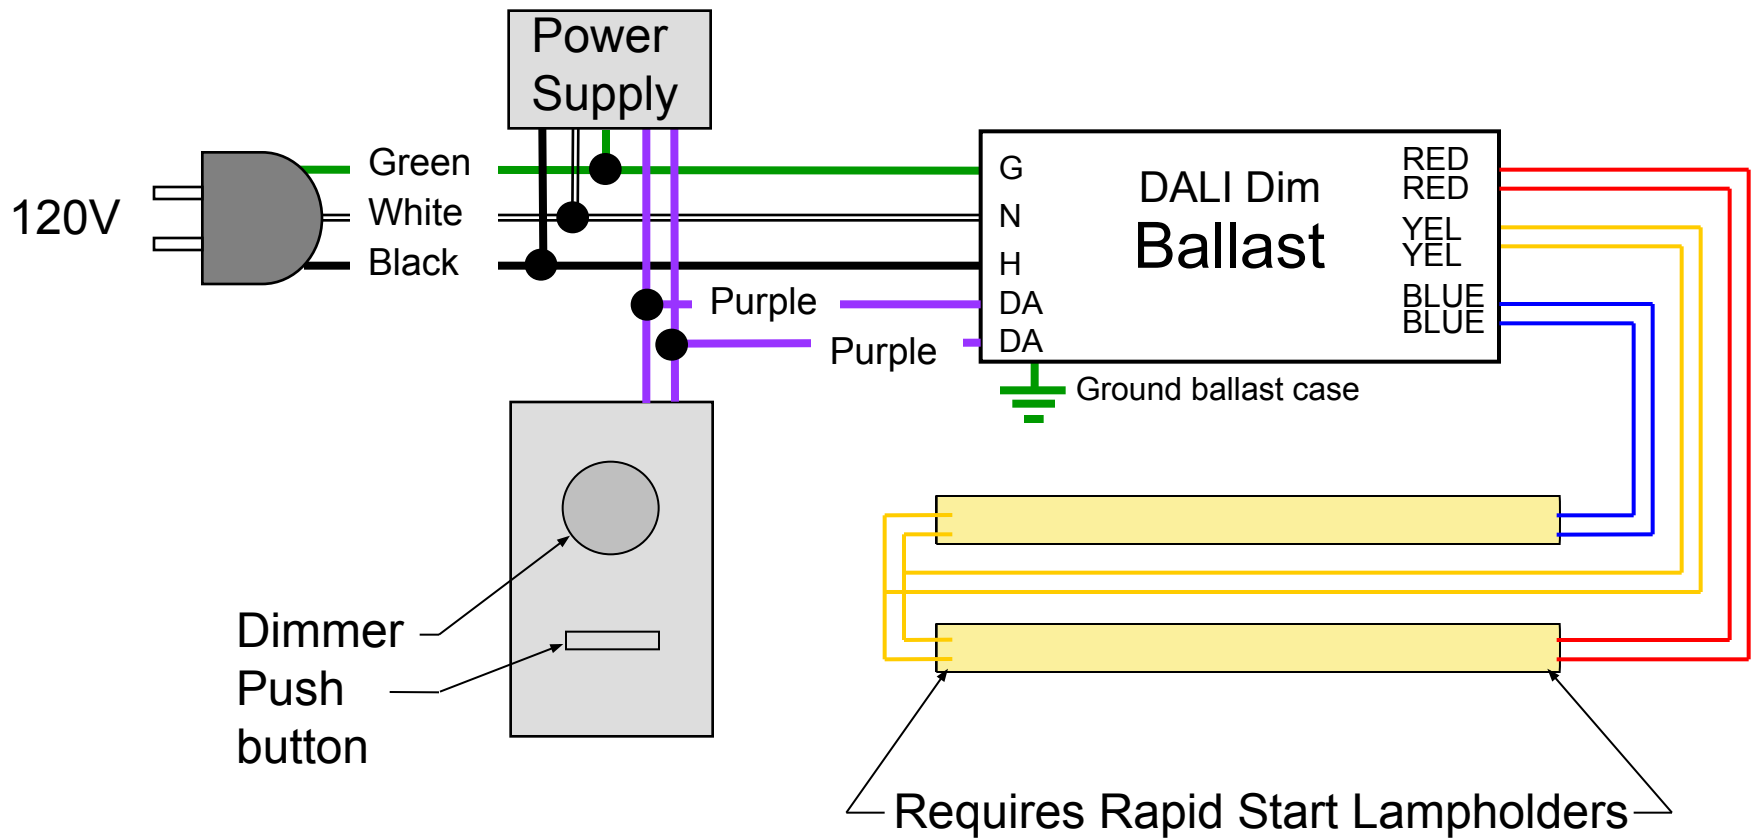 Power
Supply
120V
Green
White
Black
Purple
Purple
G
N
H
DA
DA
DALI Dim
Ballast
RED
RED
YEL
YEL
BLUE
BLUE
Ground ballast case
Dimmer
Push
button
Requires Rapid Start Lampholders